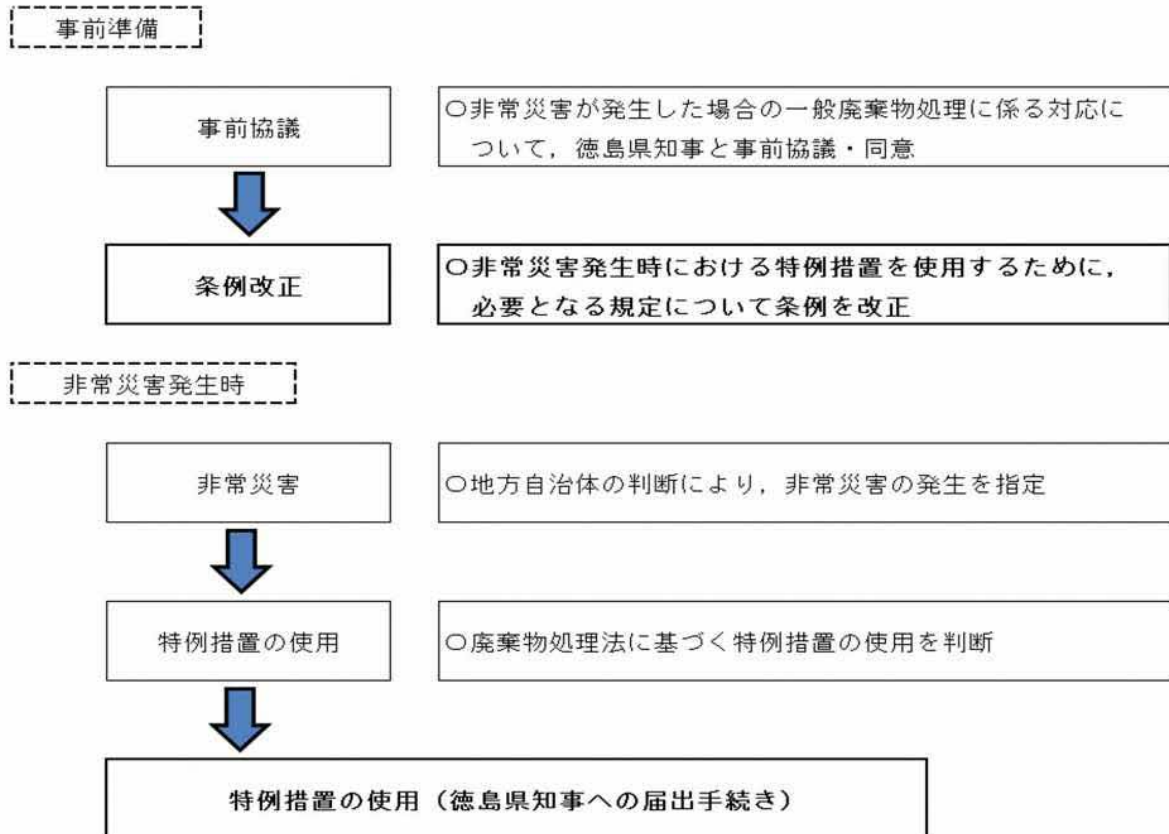 事前準備
事前協議
○非常災害が発生した場合の一般廃棄物処理に係る対応に
ついて，徳島県知事と事前協議・同意
条例改正
○非常災害発生時における特例措置を使用するために，
必要となる規定について条例を改正
非常災害発生時
非常災害
○地方自治体の判断により，非常災害の発生を指定
特例措置の使用
○廃棄物処理法に基づく特例措置の使用を判断
特例措置の使用（徳島県知事への届出手続き）